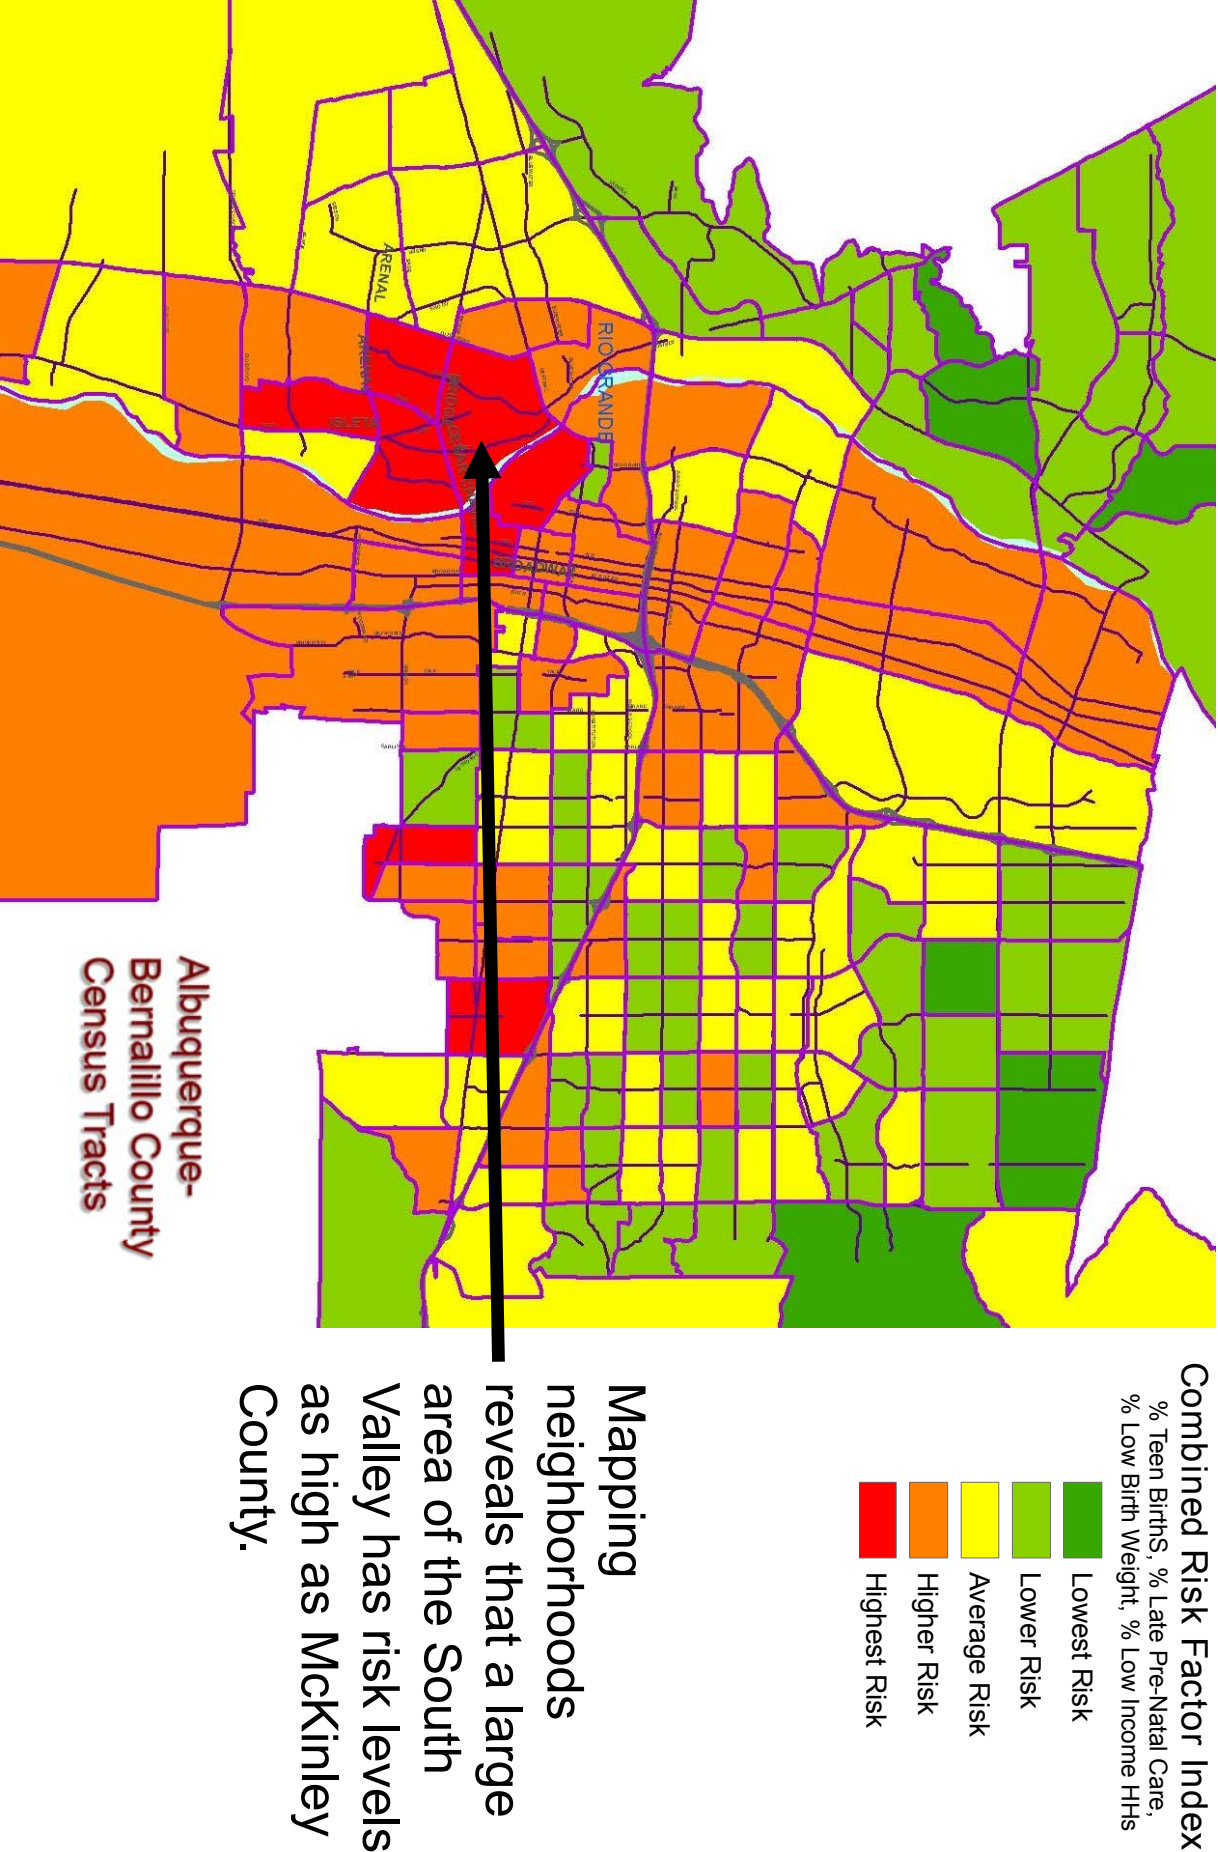 Combined Risk Factor Index
% Teen BirthS, % Late Pre-Natal Care,
% Low Birth Weight, % Low Income HHs
Lowest Risk
Lower Risk
Average Risk
Higher Risk
Highest Risk
Mapping
neighborhoods
reveals that a large
area of the South
Valley has risk levels
as high as McKinley
County.
RIO GRANDE
BROADWAY
ARENAL
ARENAL
ISLETA
Albuquerque-
Bernalillo County
Census Tracts